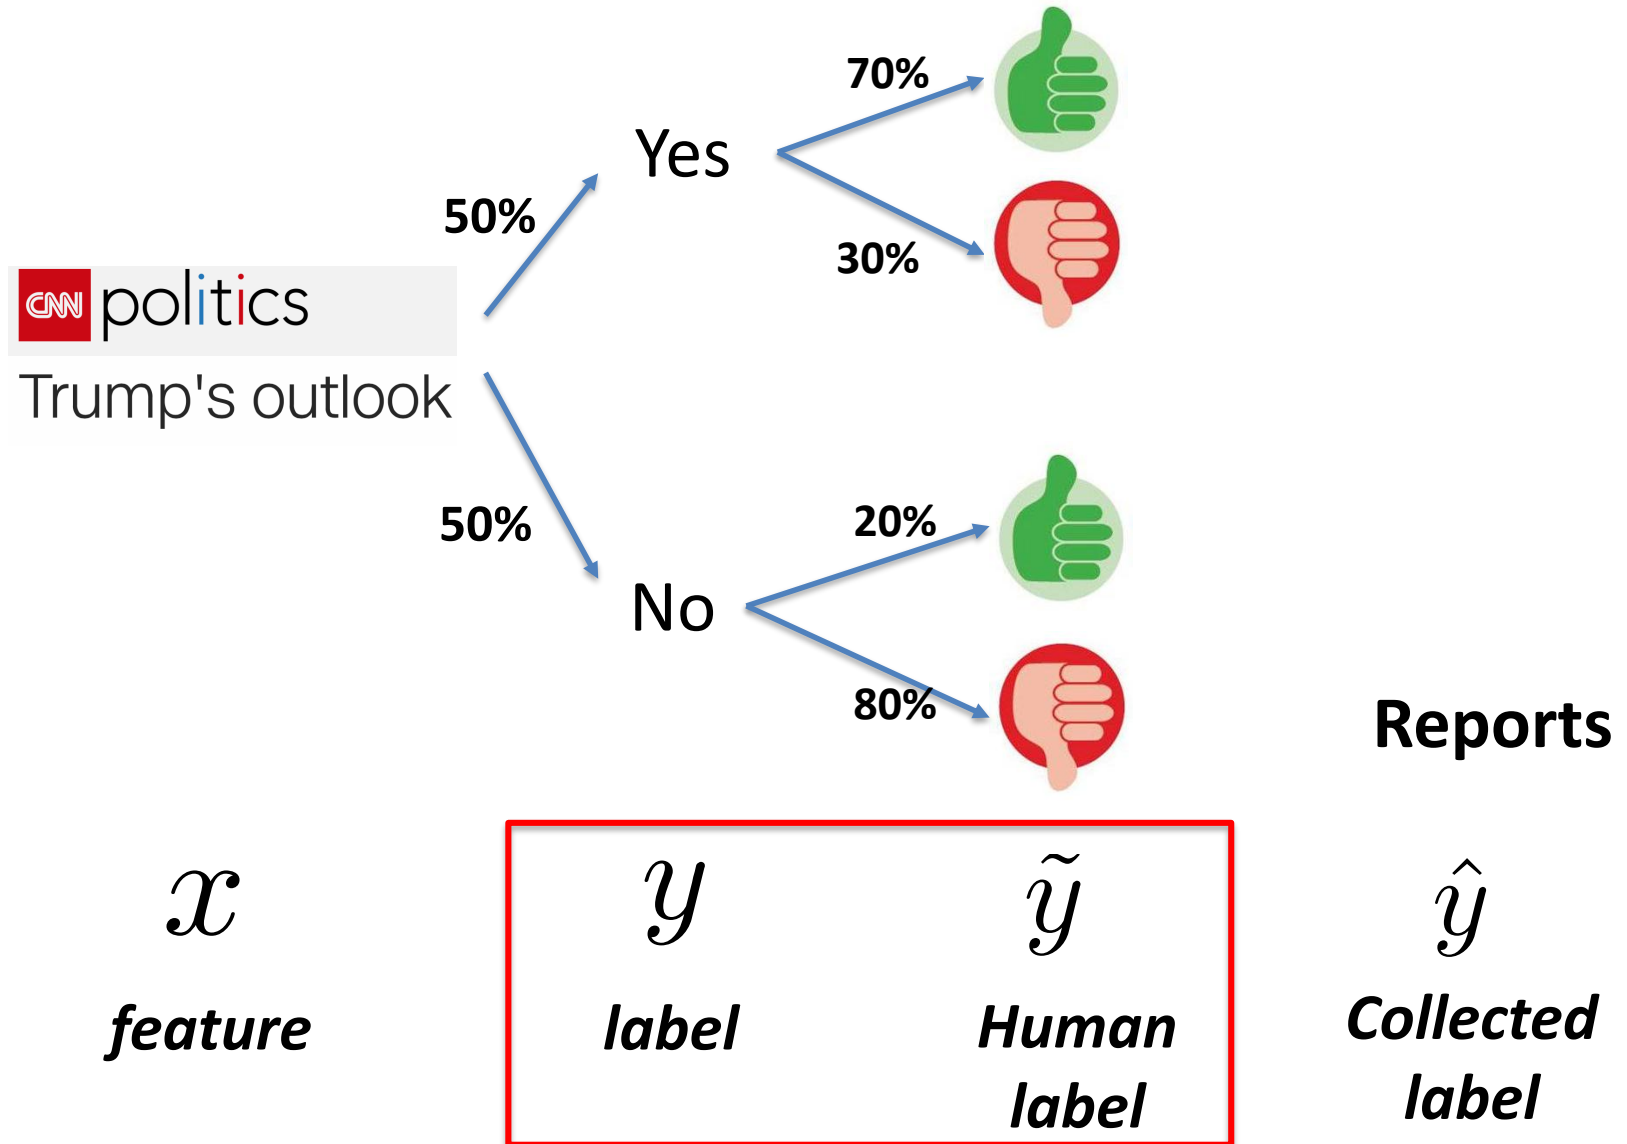 70%
Yes
50%
30%
CNN politics
Trump's outlook
50%
20%
No
80%
Reports
x
y
ỹ
ŷ
feature
label
Human
label
Collected
label